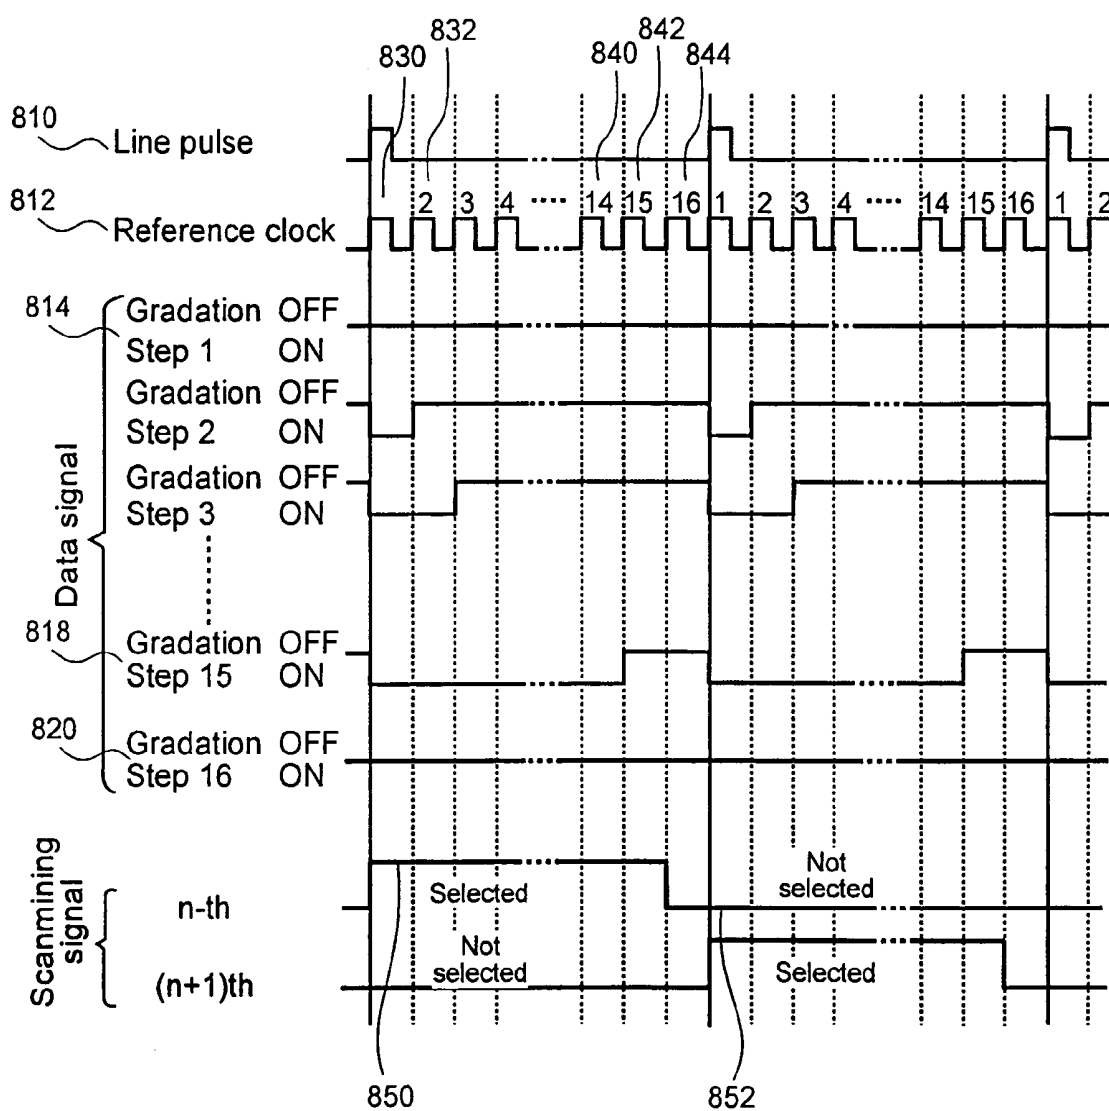 832
842
830
840
844
810
Line pulse
812
2 3 4 14 15 16 1 2 3 4 14 15 16 1 2
Reference clock
814
Gradation OFF
Step 1 ON
Gradation OFF
Step 2 ON
Gradation OFF
Step 3 ON
Data signal
818
Gradation OFF
Step 15 ON
820
Gradation OFF
Step 16 ON
Scanmining
signal
n-th
Selected
Not
selected
(n+1)th
Not
selected
Selected
850
852